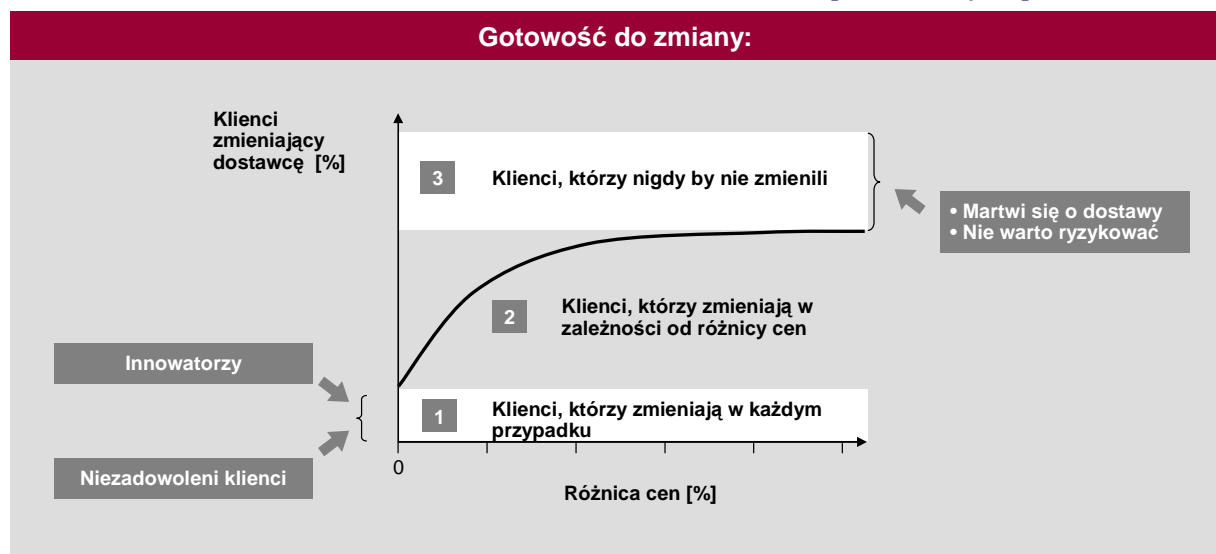 Gotowość do zmiany:
Klienci
zmieniający
dostawcę [%]
3
Klienci, którzy nigdy by nie zmienili
• Martwi się o dostawy
• Nie warto ryzykować
2
Klienci, którzy zmieniają w
zależności od różnicy cen
Innowatorzy
1
Klienci, którzy zmieniają w każdym
przypadku
Niezadowoleni klienci
0
Różnica cen [%]